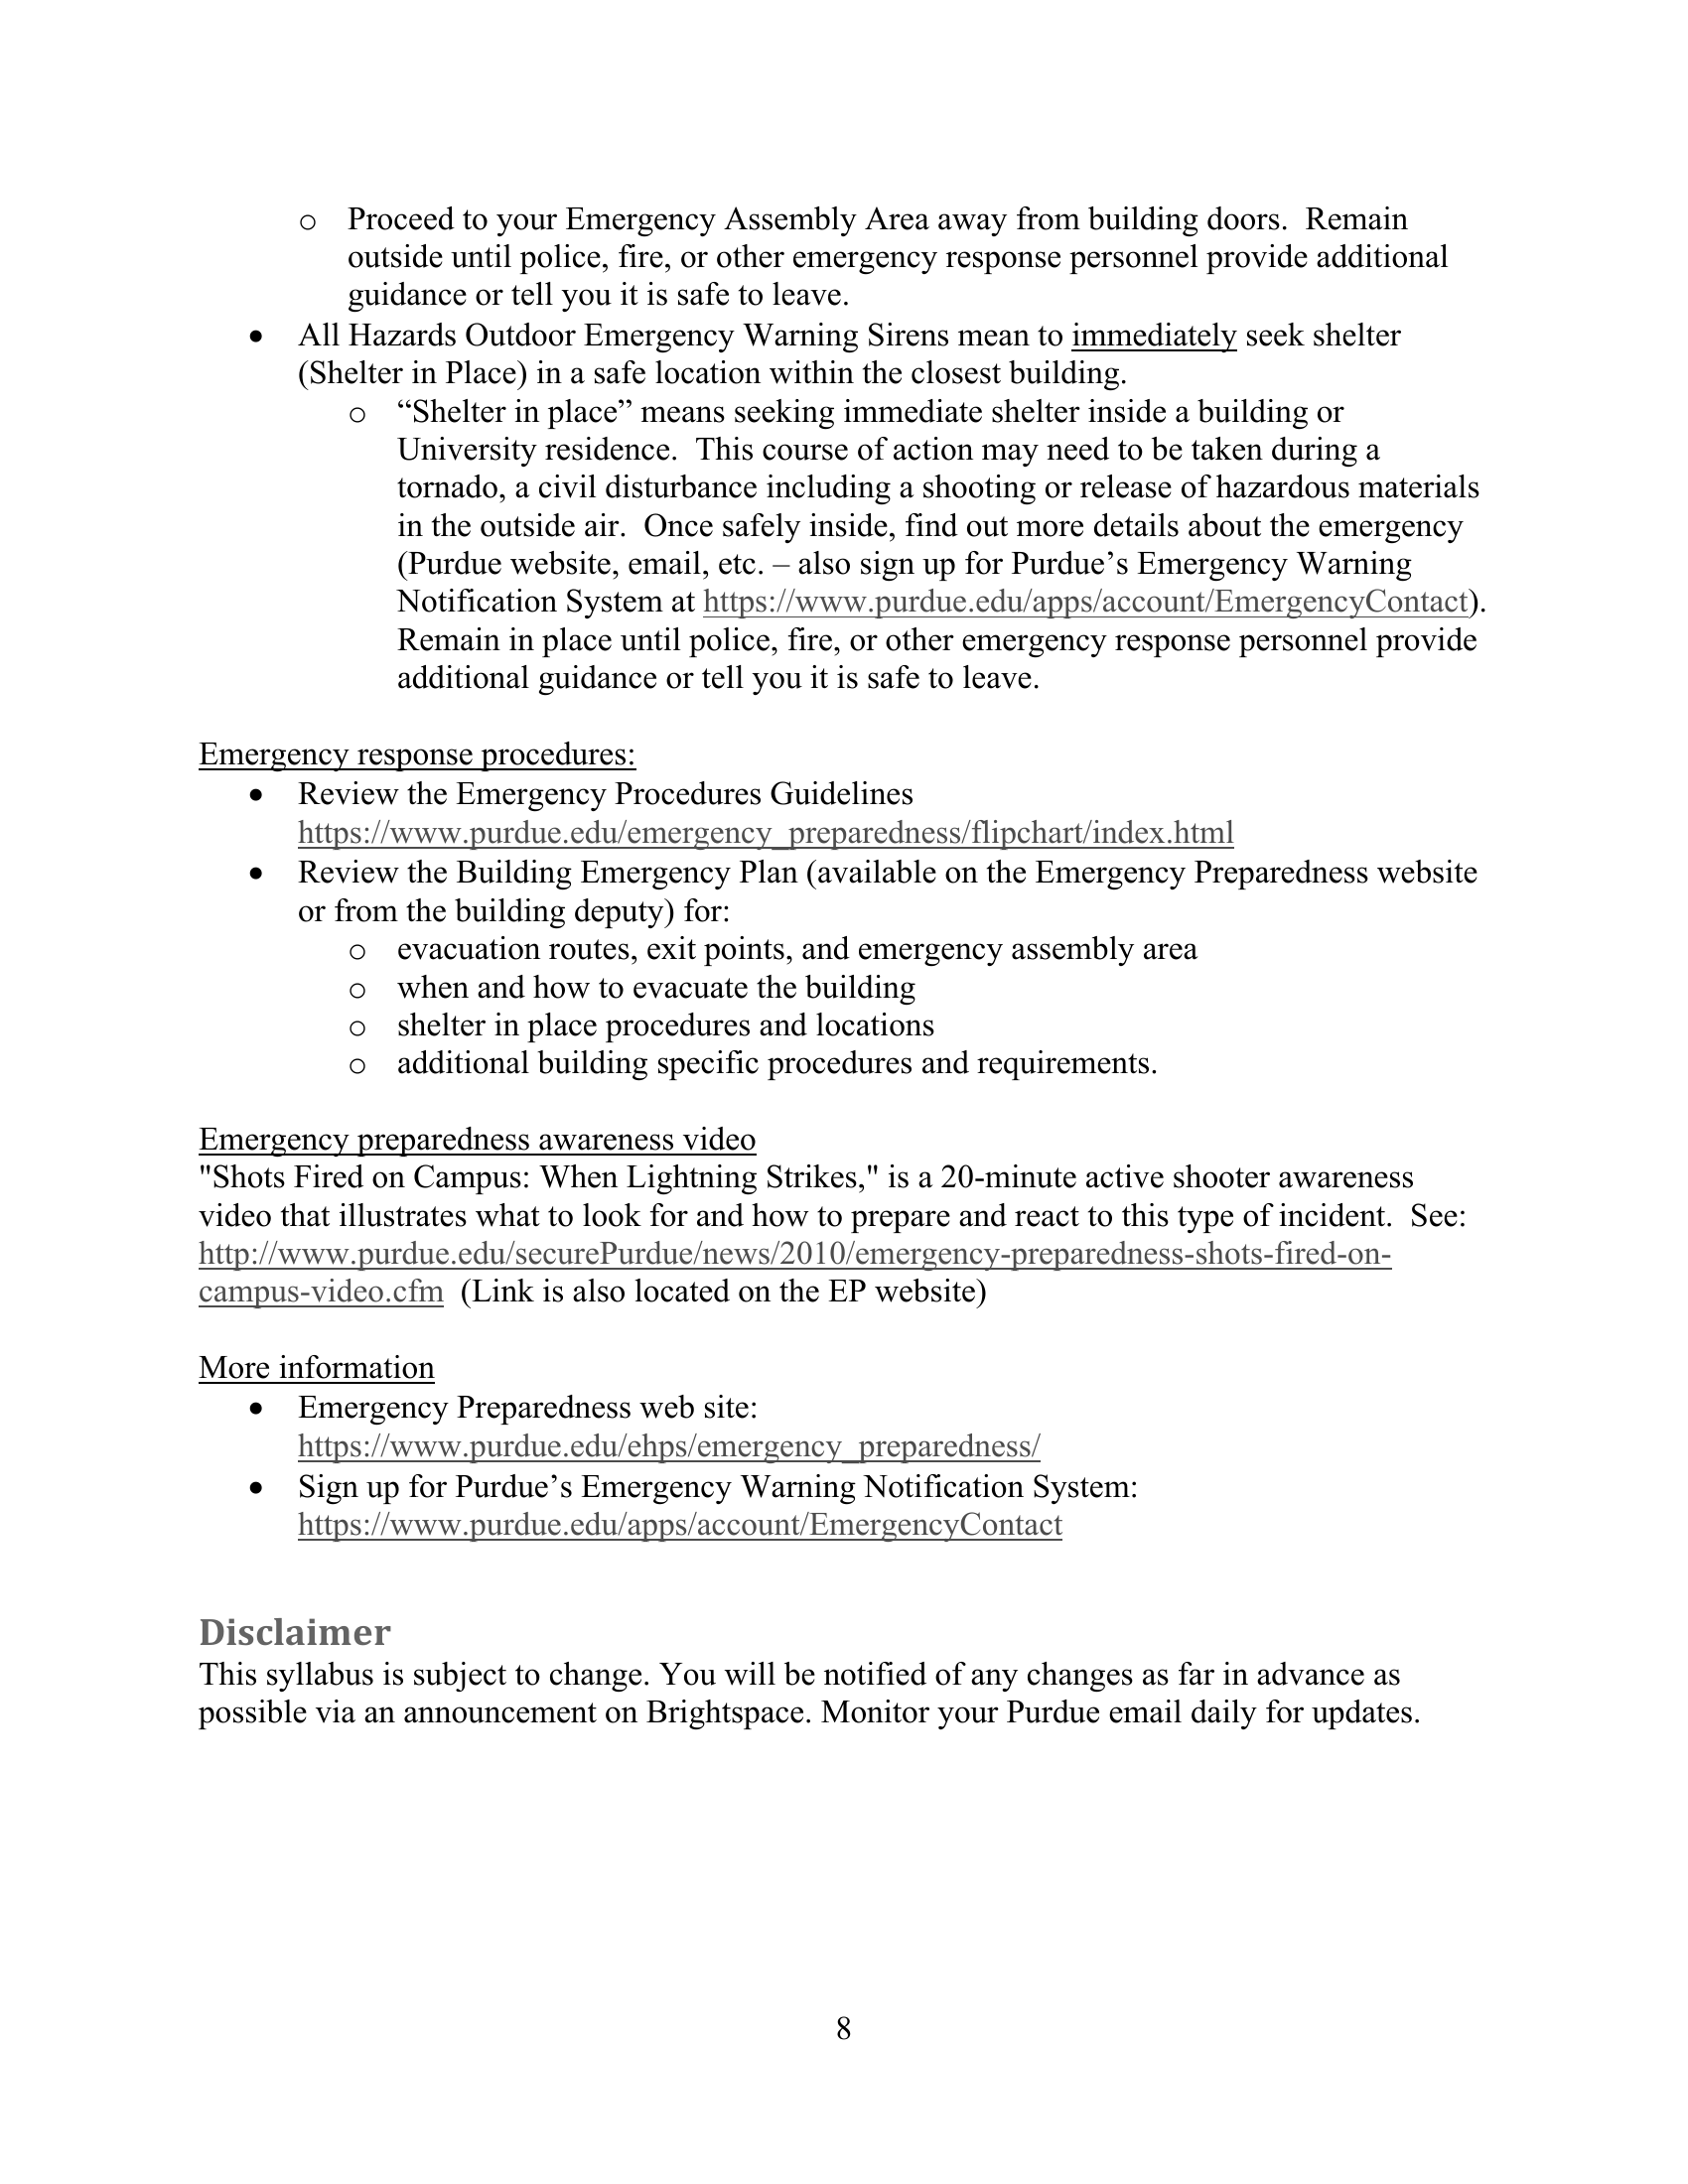 o Proceed to your Emergency Assembly Area away from building doors.  Remain
outside until police, fire, or other emergency response personnel provide additional
guidance or tell you it is safe to leave.
• All Hazards Outdoor Emergency Warning Sirens mean to immediately seek shelter
(Shelter in Place) in a safe location within the closest building.
o “Shelter in place” means seeking immediate shelter inside a building or
University residence.  This course of action may need to be taken during a
tornado, a civil disturbance including a shooting or release of hazardous materials
in the outside air.  Once safely inside, find out more details about the emergency
(Purdue website, email, etc. – also sign up for Purdue’s Emergency Warning
Notification System at https://www.purdue.edu/apps/account/EmergencyContact).
Remain in place until police, fire, or other emergency response personnel provide
additional guidance or tell you it is safe to leave.
Emergency response procedures:
• Review the Emergency Procedures Guidelines
https://www.purdue.edu/emergency_preparedness/flipchart/index.html
• Review the Building Emergency Plan (available on the Emergency Preparedness website
or from the building deputy) for:
o evacuation routes, exit points, and emergency assembly area
o when and how to evacuate the building
o shelter in place procedures and locations
o additional building specific procedures and requirements.
Emergency preparedness awareness video
"Shots Fired on Campus: When Lightning Strikes," is a 20-minute active shooter awareness
video that illustrates what to look for and how to prepare and react to this type of incident.  See:
http://www.purdue.edu/securePurdue/news/2010/emergency-preparedness-shots-fired-on-
campus-video.cfm  (Link is also located on the EP website)
More information
• Emergency Preparedness web site:
https://www.purdue.edu/ehps/emergency_preparedness/
• Sign up for Purdue’s Emergency Warning Notification System:
https://www.purdue.edu/apps/account/EmergencyContact
Disclaimer
This syllabus is subject to change. You will be notified of any changes as far in advance as
possible via an announcement on Brightspace. Monitor your Purdue email daily for updates.
8